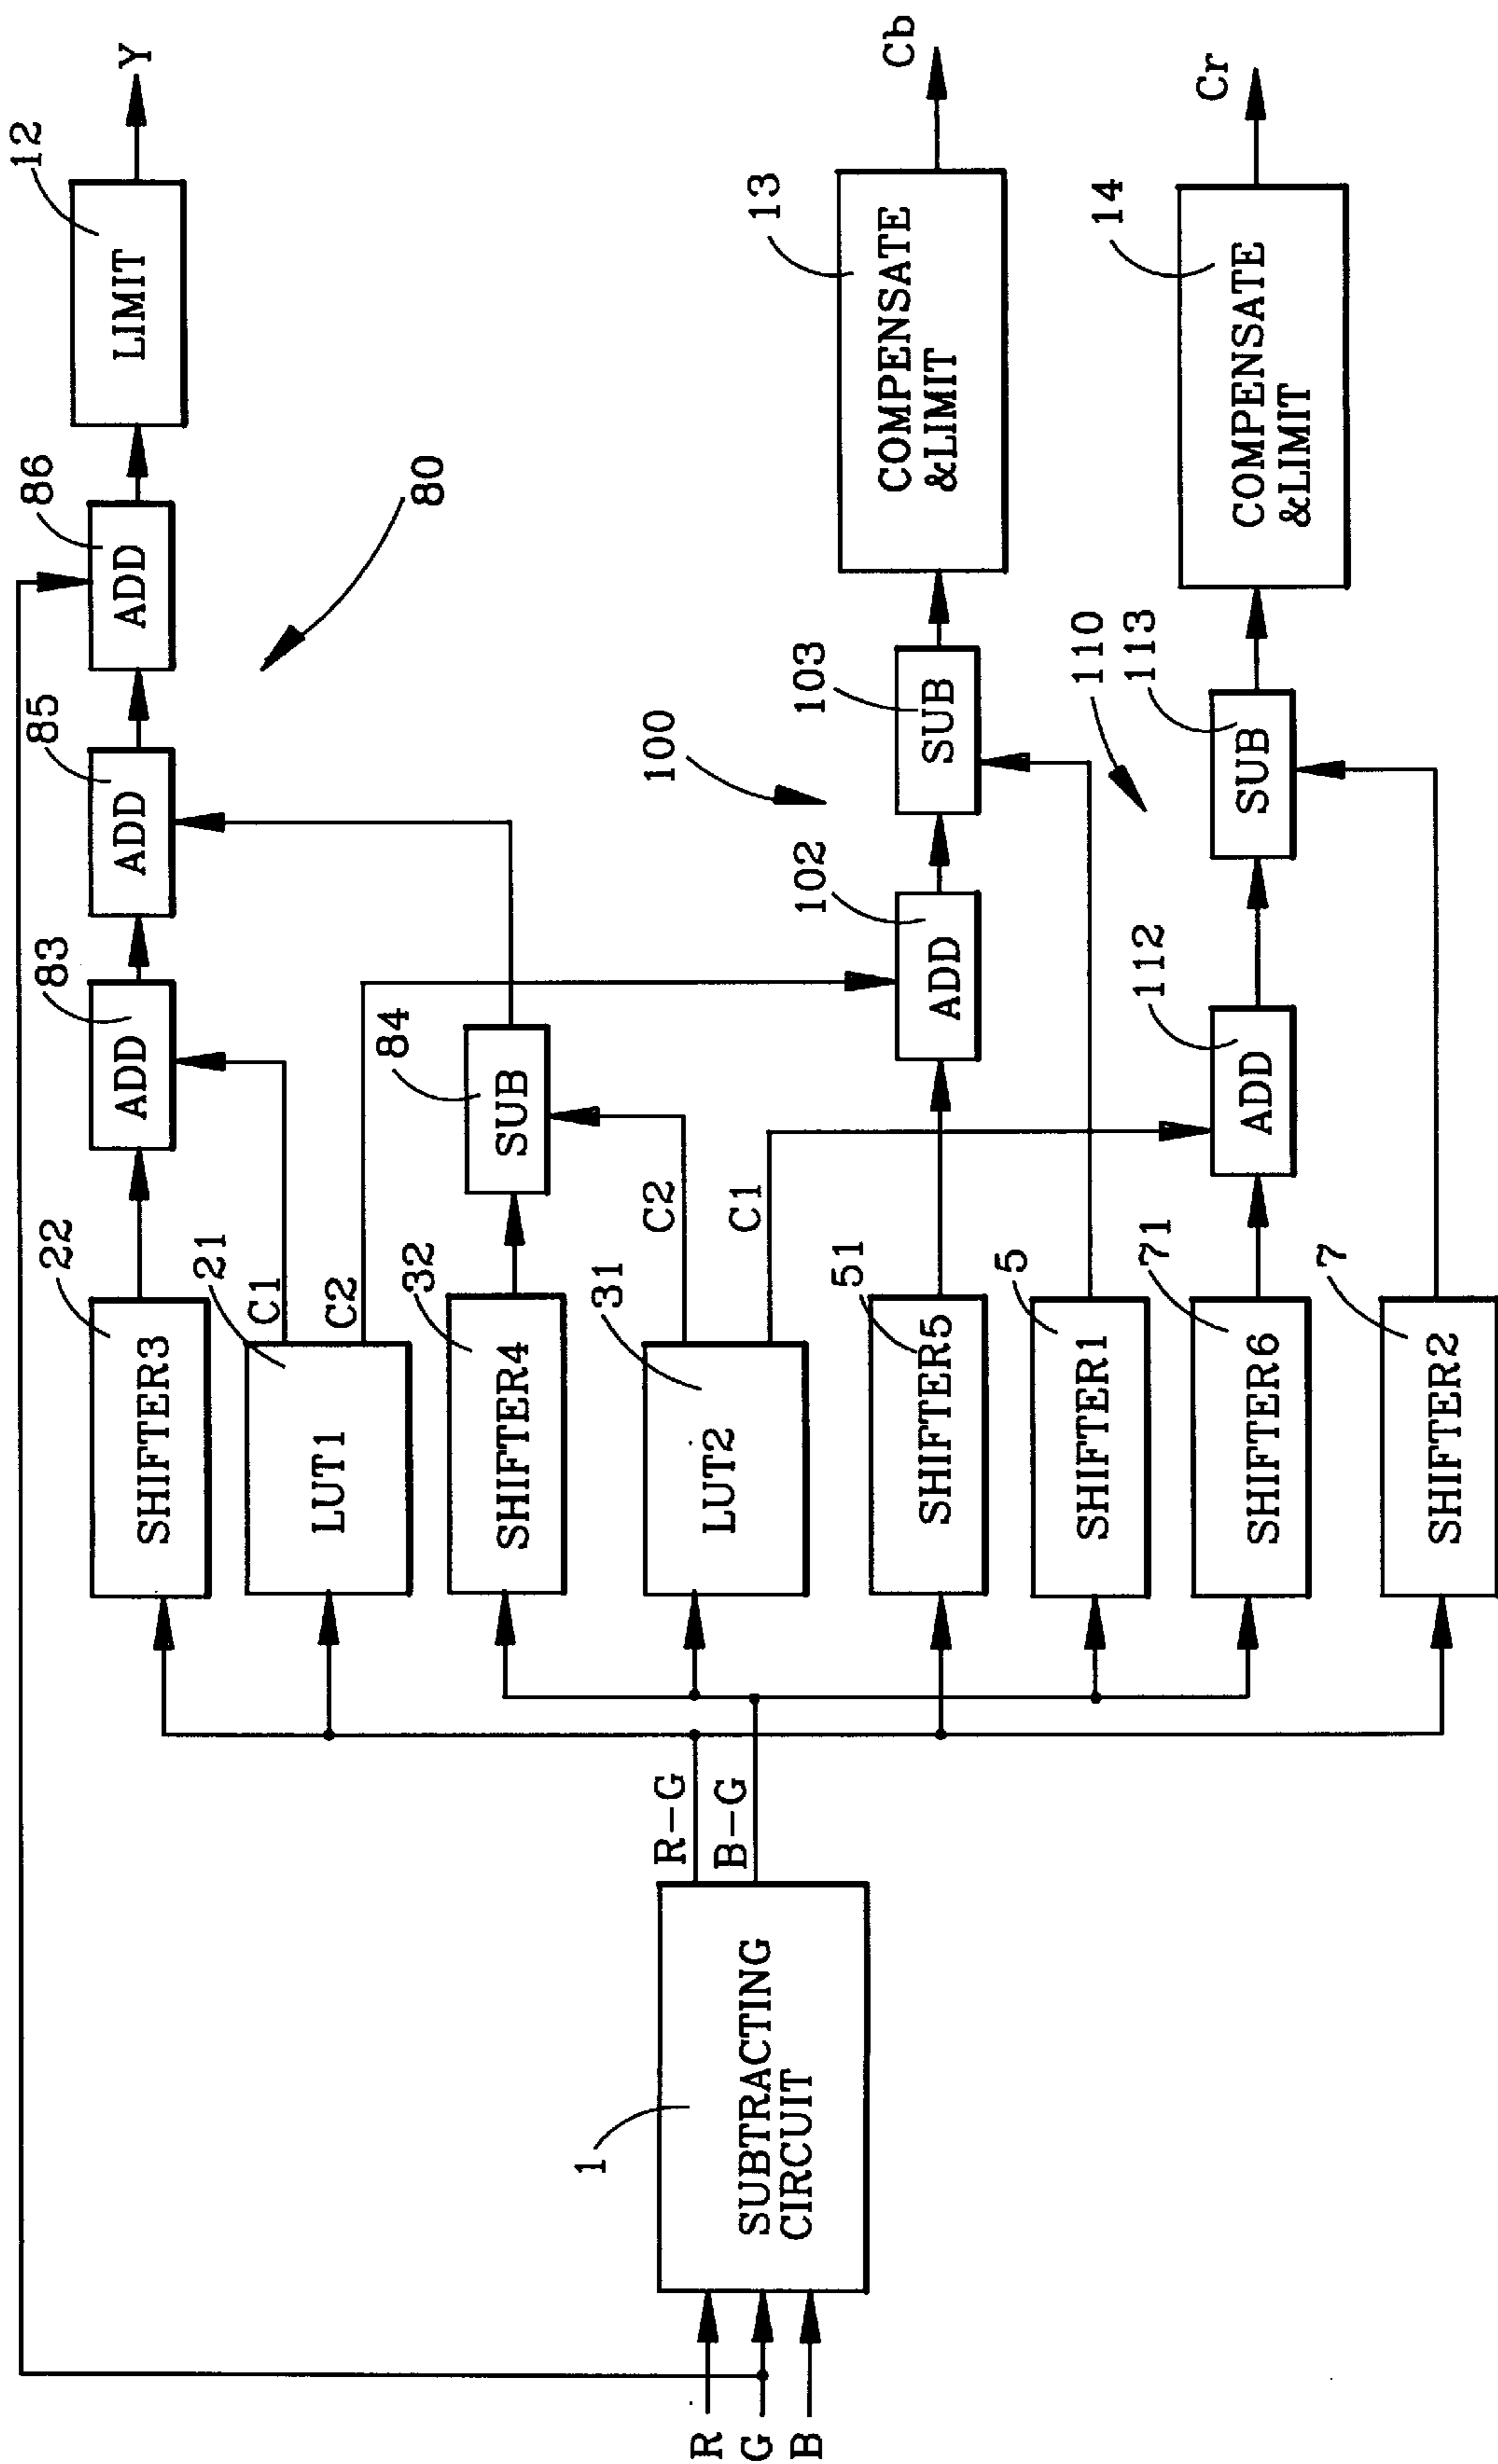 R
G
B
1
SUBTRACTING
CIRCUIT
R-G
B-G
22
SHIFTER3
21
LUT1
C1
C2
32
SHIFTER4
31
LUT2
C2
C1
51
SHIFTER5
5
SHIFTER1
71
SHIFTER6
7
SHIFTER2
83
ADD
84
SUB
85
ADD
86
ADD
80
12
LIMIT
Y
100
102
ADD
103
SUB
13
COMPENSATE
&LIMIT
Cb
110
112
ADD
113
SUB
14
COMPENSATE
&LIMIT
Cr